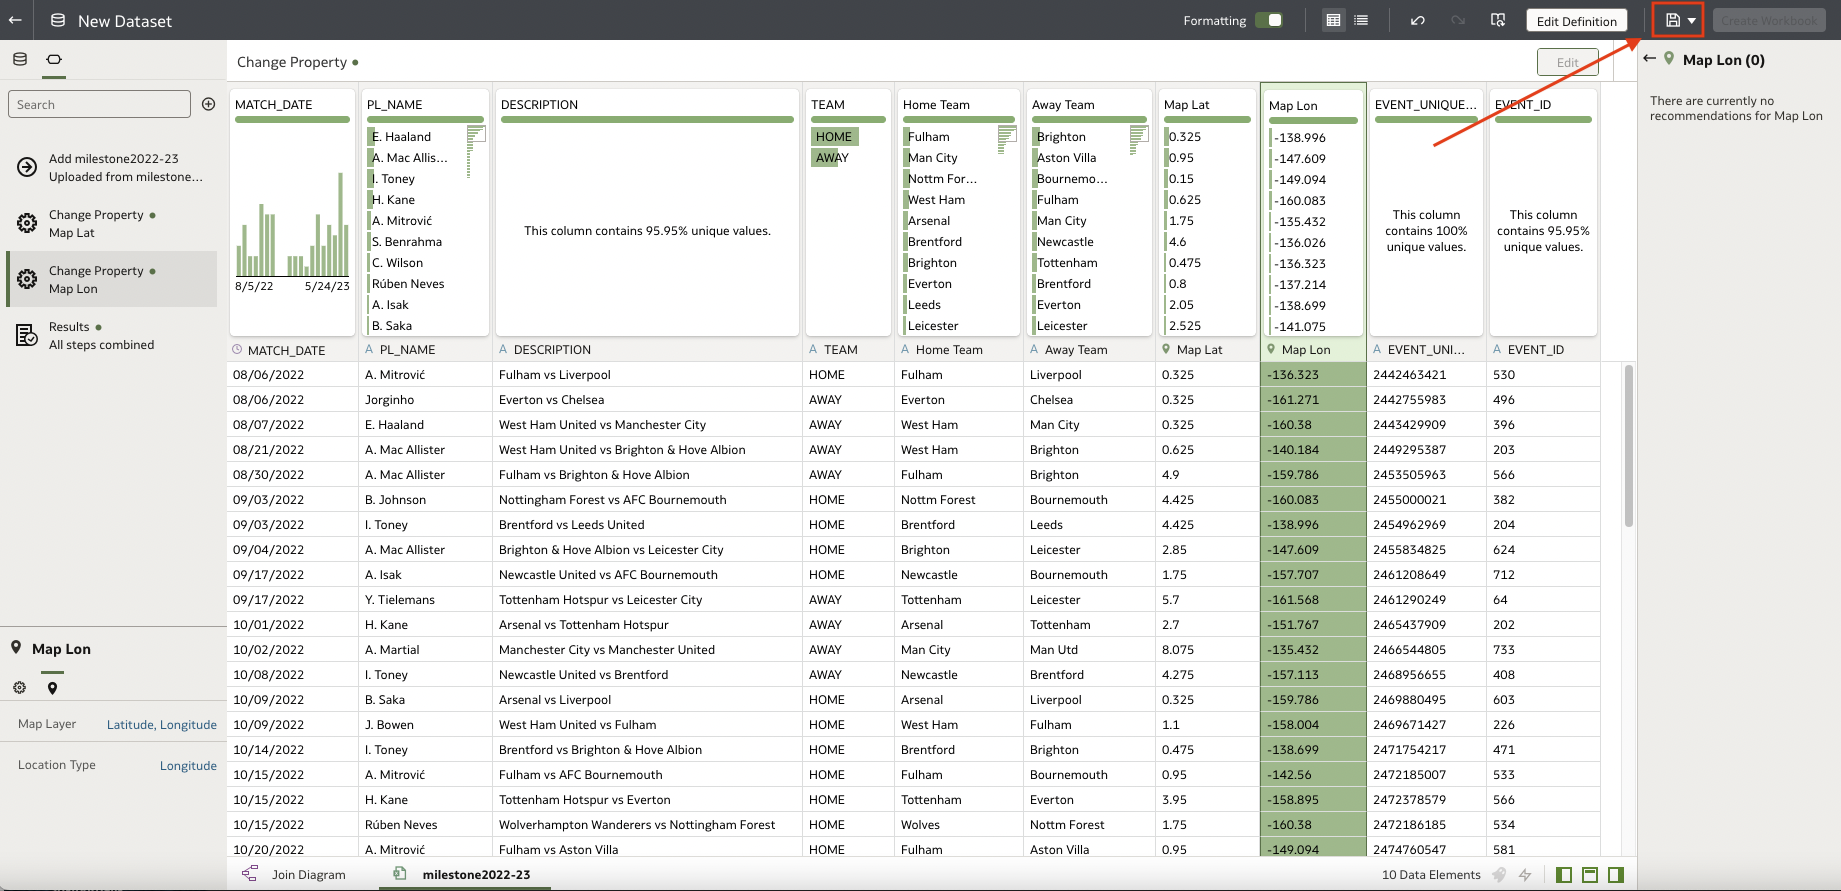 New Dataset
Formatting
Edit Definition
Create Workbook
Search
Add milestone2022-23
Uploaded from milestone...
Change Property
Map Lat
Change Property
Map Lon
Results
All steps combined
Map Lon
Map Layer Latitude, Longitude
Location Type Longitude
Change Property
Edit
MATCH_DATE
8/5/22 5/24/23
PL_NAME
E. Haaland
A. Mac Allis...
I. Toney
H. Kane
A. Mitrović
S. Benrahma
C. Wilson
Rúben Neves
A. Isak
B. Saka
DESCRIPTION
This column contains 95.95% unique values.
TEAM
HOME
AWAY
Home Team
Fulham
Man City
Nottm For...
West Ham
Arsenal
Brentford
Brighton
Everton
Leeds
Leicester
Away Team
Brighton
Aston Villa
Bournemo...
Fulham
Man City
Newcastle
Tottenham
Brentford
Everton
Leicester
Map Lat
0.325
0.95
0.15
0.625
1.75
4.6
0.475
0.8
2.05
2.525
Map Lon
-138.996
-147.609
-149.094
-160.083
-135.432
-136.026
-136.323
-137.214
-138.699
-141.075
EVENT_UNIQUE...
This column
contains 100%
unique values.
EVENT_ID
This column
contains 95.95%
unique values.
MATCH_DATE A PL_NAME A DESCRIPTION A TEAM A Home Team A Away Team Map Lat Map Lon A EVENT_UNI... A EVENT_ID
08/06/2022 A. Mitrović Fulham vs Liverpool HOME Fulham Liverpool 0.325 -136.323 2442463421 530
08/06/2022 Jorginho Everton vs Chelsea AWAY Everton Chelsea 0.325 -161.271 2442755983 496
08/07/2022 E. Haaland West Ham United vs Manchester City AWAY West Ham Man City 0.325 -160.38 2443429909 396
08/21/2022 A. Mac Allister West Ham United vs Brighton & Hove Albion AWAY West Ham Brighton 0.625 -140.184 2449295387 203
08/30/2022 A. Mac Allister Fulham vs Brighton & Hove Albion AWAY Fulham Brighton 4.9 -159.786 2453505963 566
09/03/2022 B. Johnson Nottingham Forest vs AFC Bournemouth HOME Nottm Forest Bournemouth 4.425 -160.083 2455000021 382
09/03/2022 I. Toney Brentford vs Leeds United HOME Brentford Leeds 4.425 -138.996 2454962969 204
09/04/2022 A. Mac Allister Brighton & Hove Albion vs Leicester City HOME Brighton Leicester 2.85 -147.609 2455834825 624
09/17/2022 A. Isak Newcastle United vs AFC Bournemouth HOME Newcastle Bournemouth 1.75 -157.707 2461208649 712
09/17/2022 Y. Tielemans Tottenham Hotspur vs Leicester City AWAY Tottenham Leicester 5.7 -161.568 2461290249 64
10/01/2022 H. Kane Arsenal vs Tottenham Hotspur AWAY Arsenal Tottenham 2.7 -151.767 2465437909 202
10/02/2022 A. Martial Manchester City vs Manchester United AWAY Man City Man Utd 8.075 -135.432 2466544805 733
10/08/2022 I. Toney Newcastle United vs Brentford AWAY Newcastle Brentford 4.275 -157.113 2468956655 408
10/09/2022 B. Saka Arsenal vs Liverpool HOME Arsenal Liverpool 0.325 -159.786 2469880495 603
10/09/2022 J. Bowen West Ham United vs Fulham HOME West Ham Fulham 1.1 -158.004 2469671427 226
10/14/2022 I. Toney Brentford vs Brighton & Hove Albion HOME Brentford Brighton 0.475 -138.699 2471754217 471
10/15/2022 A. Mitrović Fulham vs AFC Bournemouth HOME Fulham Bournemouth 0.95 -142.56 2472185007 533
10/15/2022 H. Kane Tottenham Hotspur vs Everton HOME Tottenham Everton 3.95 -158.895 2472378579 566
10/15/2022 Rúben Neves Wolverhampton Wanderers vs Nottingham Forest HOME Wolves Nottm Forest 1.75 -160.38 2472186185 534
10/20/2022 A. Mitrović Fulham vs Aston Villa HOME Fulham Aston Villa 0.95 -149.094 2474760547 581
Join Diagram
milestone2022-23
10 Data Elements
Map Lon (0)
There are currently no
recommendations for Map Lon